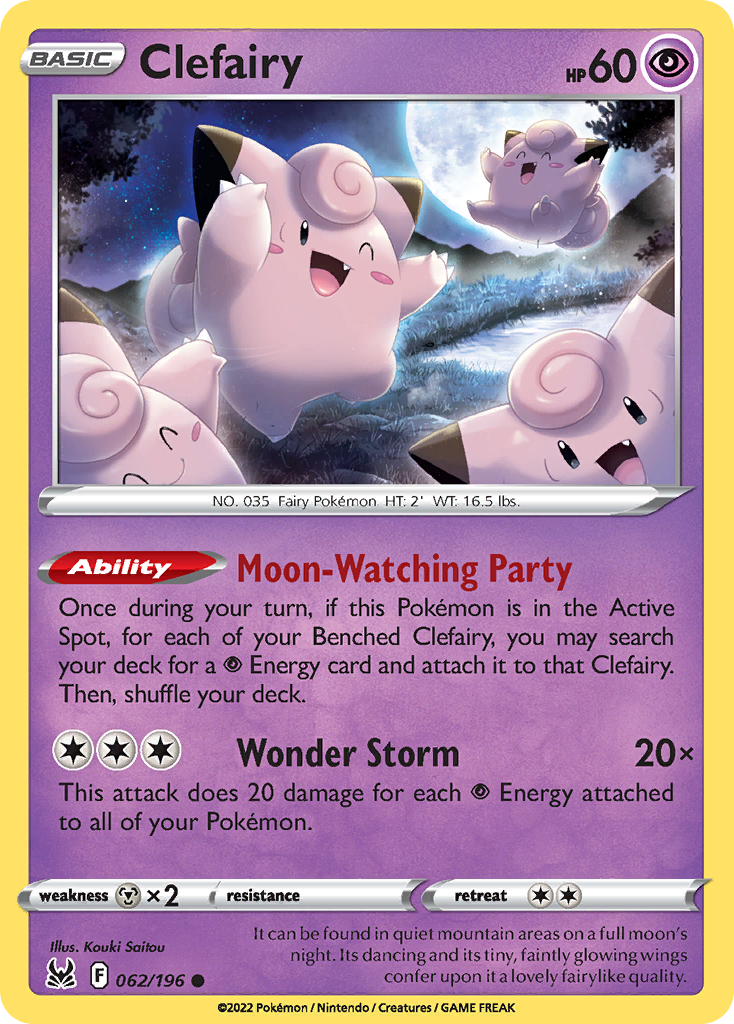 BASIC Clefairy HP60
NO. 035 Fairy Pokémon HT: 2' WT: 16.5 lbs.
Ability Moon-Watching Party
Once during your turn, if this Pokémon is in the Active
Spot, for each of your Benched Clefairy, you may search
your deck for a Energy card and attach it to that Clefairy.
Then, shuffle your deck.
Wonder Storm 20×
This attack does 20 damage for each Energy attached
to all of your Pokémon.
weakness ×2 resistance retreat
Illus. Kouki Saitou
It can be found in quiet mountain areas on a full moon's
night. Its dancing and its tiny, faintly glowing wings
confer upon it a lovely fairylike quality.
F 062/196
©2022 Pokémon / Nintendo / Creatures / GAME FREAK